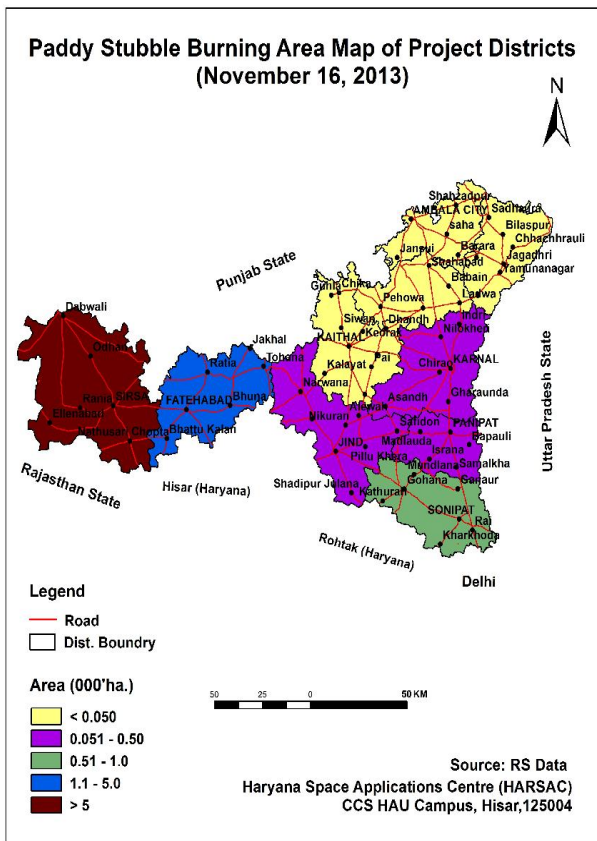 Paddy Stubble Burning Area Map of Project Districts
(November 16, 2013)
N
Shahzadpur
AMBALA CITY
Sadhaura
saha
Bilaspur
Chhachhrauli
Barara
Jagadhri
Jansui
Shahabad
Yamunanagar
Punjab State
Babain
Guhla
Chika
Pehowa
Ladwa
Indri
Dabwali
Siwan
Dhandh
Nilokheri
Keorak
KAITHAL
Jakhal
Odhan
Tohana
Pai
Chirao
KARNAL
Ratia
Kalayat
Uttar Pradesh State
Narwana
Rania
SIRSA
Bhuna
Asandh
Gharaunda
FATEHABAD
Alewa
Ellenabad
Safidon
PANIPAT
Nathusari
Chopta
Bhattu Kalan
JIND
Madlauda
Bapauli
Israna
Pillu Khera
Mundlana
Samalkha
Rajasthan State
Hisar (Haryana)
Shadipur Julana
Gohana
Ganaur
Kathura
SONIPAT
Rai
Rohtak (Haryana)
Kharkhoda
Delhi
Legend
Road
Dist. Boundry
Area (000'ha.)
50 25 0 50 KM
< 0.050
0.051 - 0.50
0.51 - 1.0
1.1 - 5.0
> 5
Source: RS Data
Haryana Space Applications Centre (HARSAC)
CCS HAU Campus, Hisar,125004